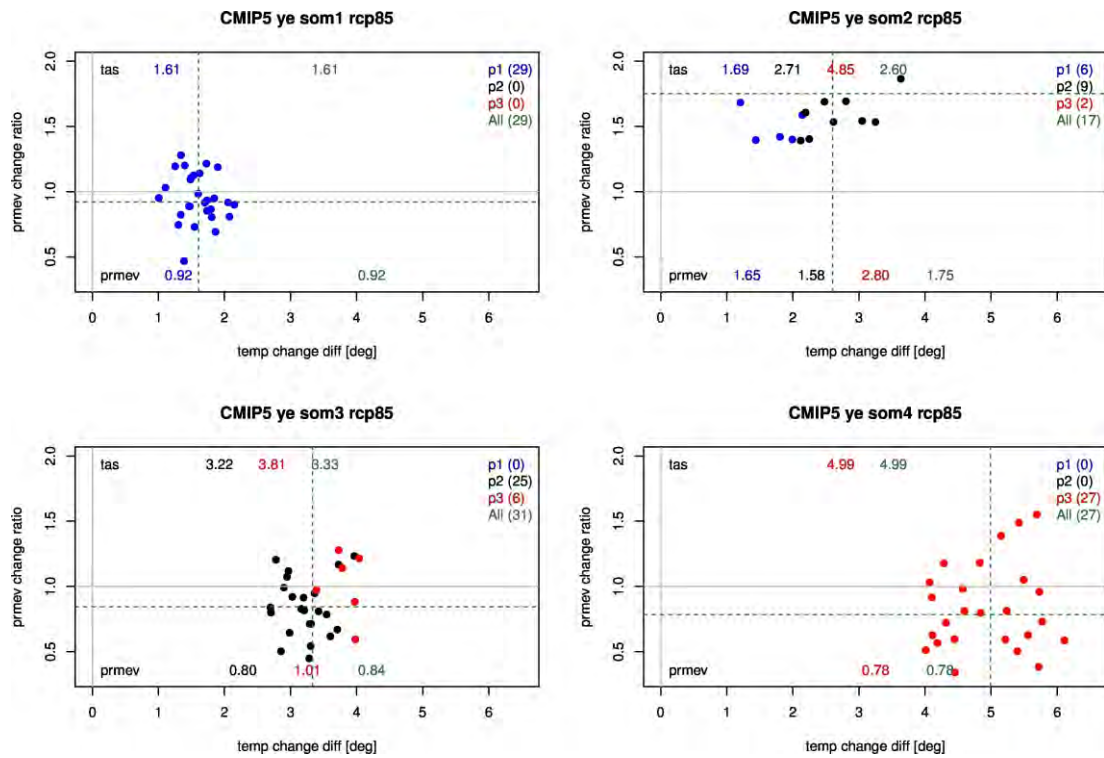 CMIP5 ye som1 rcp85
tas 1.61 1.61 p1 (29)
p2 (0)
p3 (0)
All (29)
prmev 0.92 0.92
prmev change ratio
0.5 1.0 1.5 2.0
0 1 2 3 4 5 6
temp change diff [deg]
CMIP5 ye som2 rcp85
tas 1.69 2.71 4.85 2.60 p1 (6)
p2 (9)
p3 (2)
All (17)
prmev 1.65 1.58 2.80 1.75
prmev change ratio
0.5 1.0 1.5 2.0
0 1 2 3 4 5 6
temp change diff [deg]
CMIP5 ye som3 rcp85
tas 3.22 3.81 3.33 p1 (0)
p2 (25)
p3 (6)
All (31)
prmev 0.80 1.01 0.84
prmev change ratio
0.5 1.0 1.5 2.0
0 1 2 3 4 5 6
temp change diff [deg]
CMIP5 ye som4 rcp85
tas 4.99 4.99 p1 (0)
p2 (0)
p3 (27)
All (27)
prmev 0.78 0.78
prmev change ratio
0.5 1.0 1.5 2.0
0 1 2 3 4 5 6
temp change diff [deg]